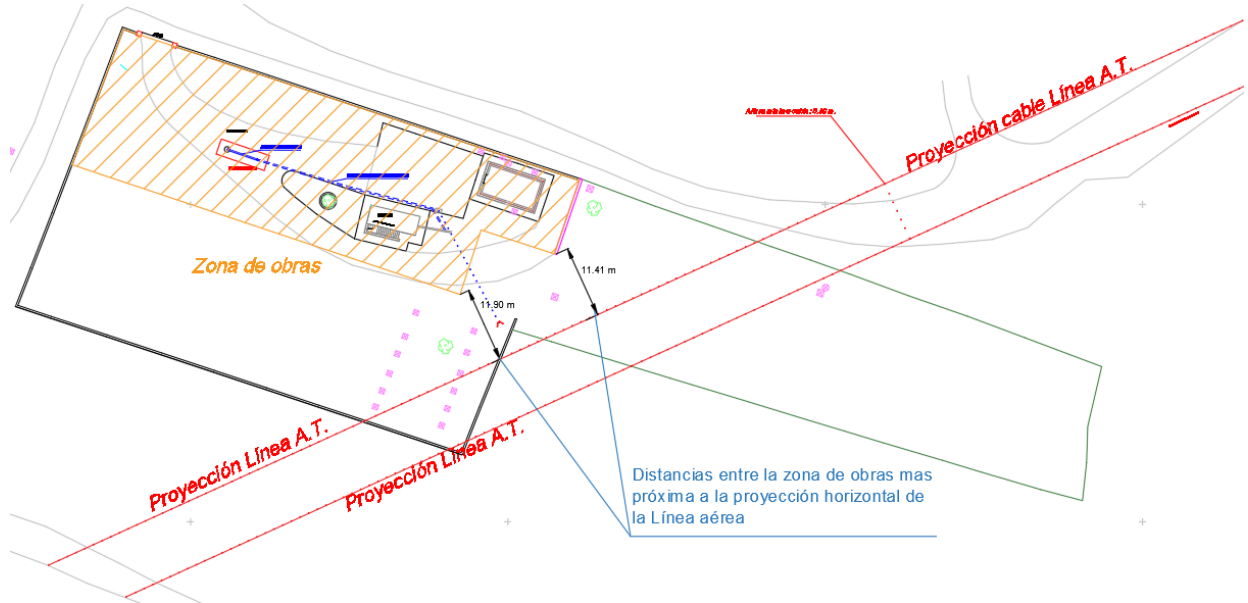 Proyección cable Línea A.T.
Zona de obras
11.41 m
11.90 m
Proyección Línea A.T.
Proyección Línea A.T.
Distancias entre la zona de obras mas
próxima a la proyección horizontal de
la Línea aérea